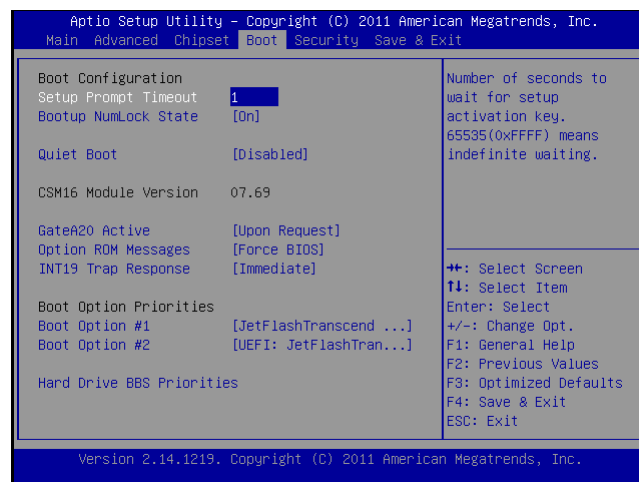 Aptio Setup Utility – Copyright (C) 2011 American Megatrends, Inc.
Main Advanced Chipset Boot Security Save & Exit
Boot Configuration
Setup Prompt Timeout 1
Bootup NumLock State [On]
Quiet Boot [Disabled]
CSM16 Module Version 07.69
GateA20 Active [Upon Request]
Option ROM Messages [Force BIOS]
INT19 Trap Response [Immediate]
Boot Option Priorities
Boot Option #1 [JetFlashTranscend ...]
Boot Option #2 [UEFI: JetFlashTran...]
Hard Drive BBS Priorities
Number of seconds to
wait for setup
activation key.
65535(0xFFFF) means
indefinite waiting.
→←: Select Screen
↑↓: Select Item
Enter: Select
+/-: Change Opt.
F1: General Help
F2: Previous Values
F3: Optimized Defaults
F4: Save & Exit
ESC: Exit
Version 2.14.1219. Copyright (C) 2011 American Megatrends, Inc.